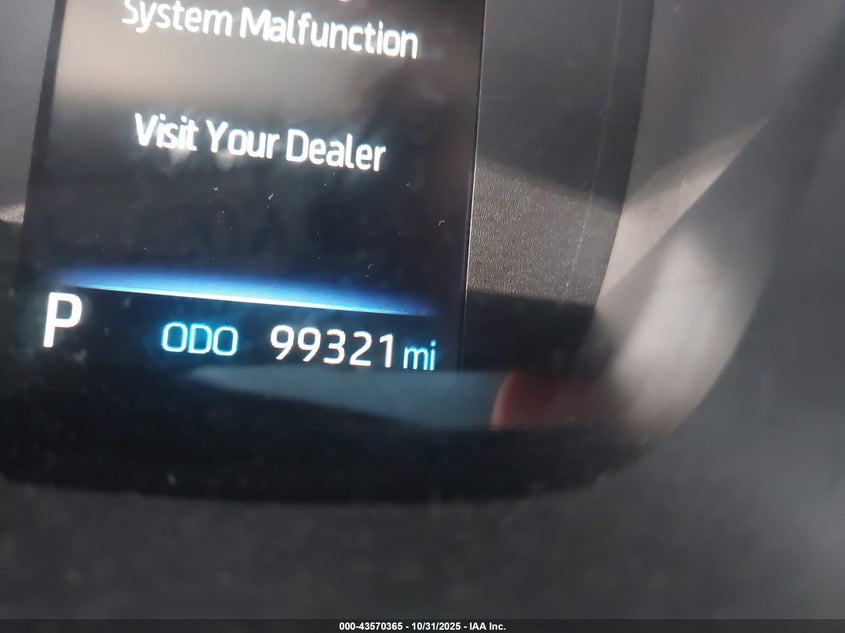 System Malfunction
Visit Your Dealer
P ODO 99321 mi
000-43570365 - 10/31/2025 - IAA Inc.